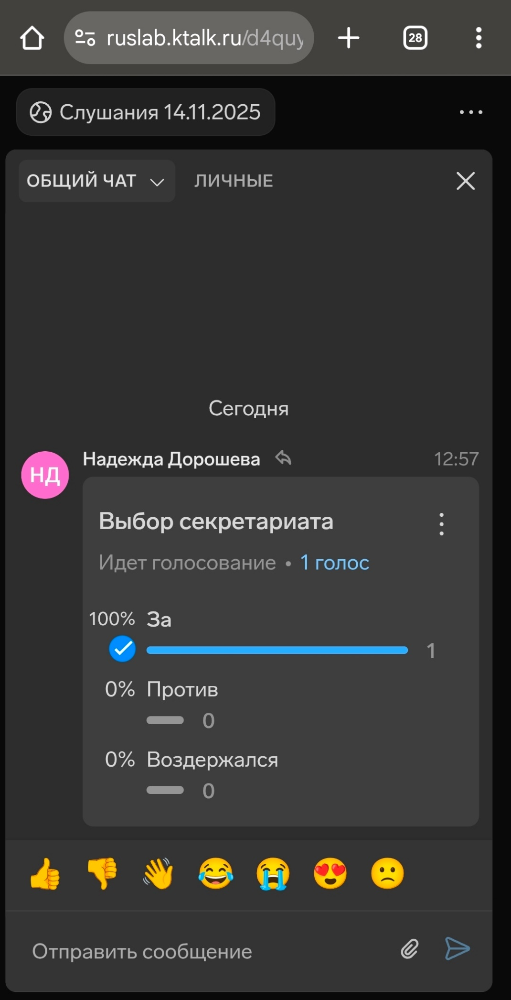 ruslab.ktalk.ru/d4quy
28
Слушания 14.11.2025
ОБЩИЙ ЧАТ ЛИЧНЫЕ
Сегодня
НД
Надежда Дорошева 12:57
Выбор секретариата
Идет голосование • 1 голос
100% За
1
0% Против
0
0% Воздержался
0
Отправить сообщение